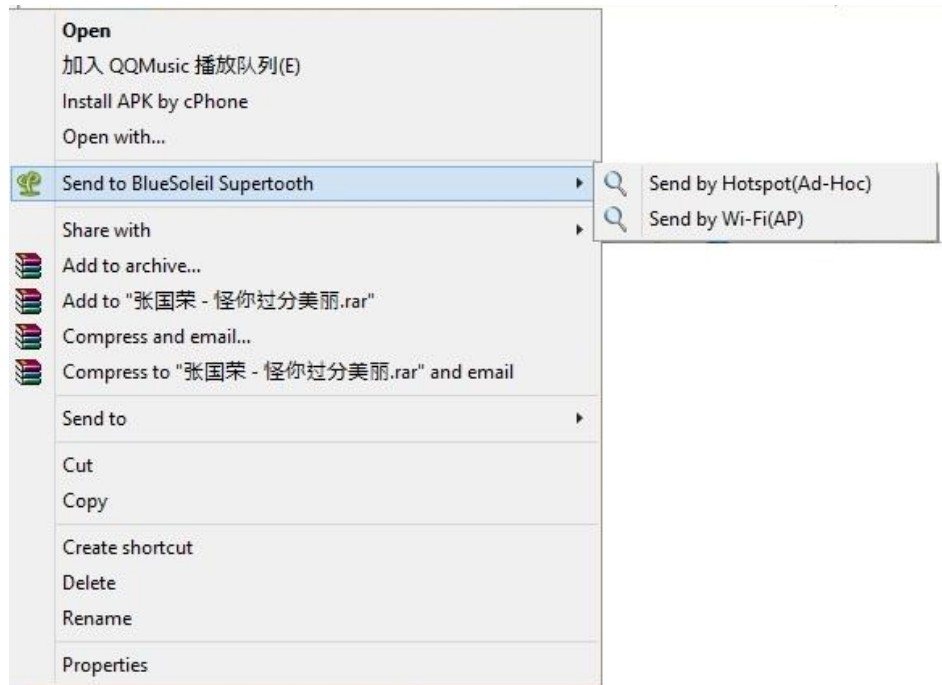 Open
加入 QQMusic 播放队列(E)
Install APK by cPhone
Open with...
Send to BlueSoleil Supertooth
Send by Hotspot(Ad-Hoc)
Send by Wi-Fi(AP)
Share with
Add to archive...
Add to "张国荣 - 怪你过分美丽.rar"
Compress and email...
Compress to "张国荣 - 怪你过分美丽.rar" and email
Send to
Cut
Copy
Create shortcut
Delete
Rename
Properties